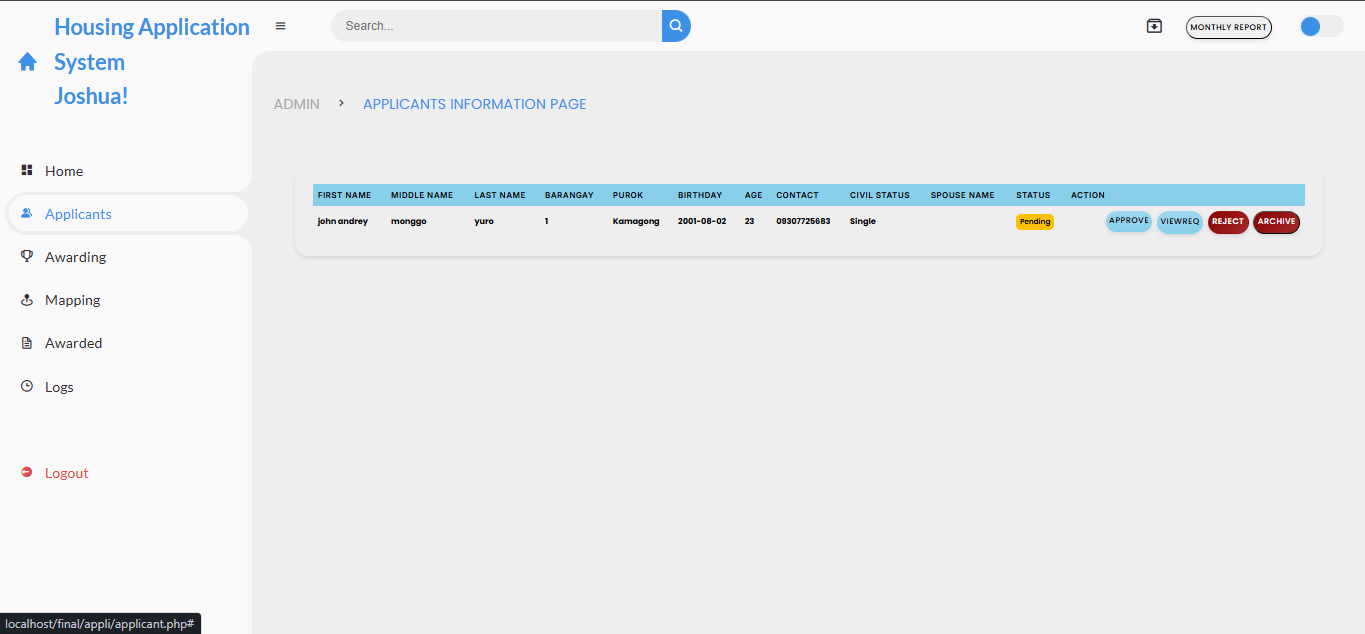 Housing Application
System
Joshua!
Search...
MONTHLY REPORT
ADMIN > APPLICANTS INFORMATION PAGE
Home
Applicants
Awarding
Mapping
Awarded
Logs
Logout
FIRST NAME MIDDLE NAME LAST NAME BARANGAY PUROK BIRTHDAY AGE CONTACT CIVIL STATUS SPOUSE NAME STATUS ACTION
john andrey monggo yuro 1 Kamagong 2001-08-02 23 09307725683 Single Pending APPROVE VIEWREQ REJECT ARCHIVE
localhost/final/appli/applicant.php#